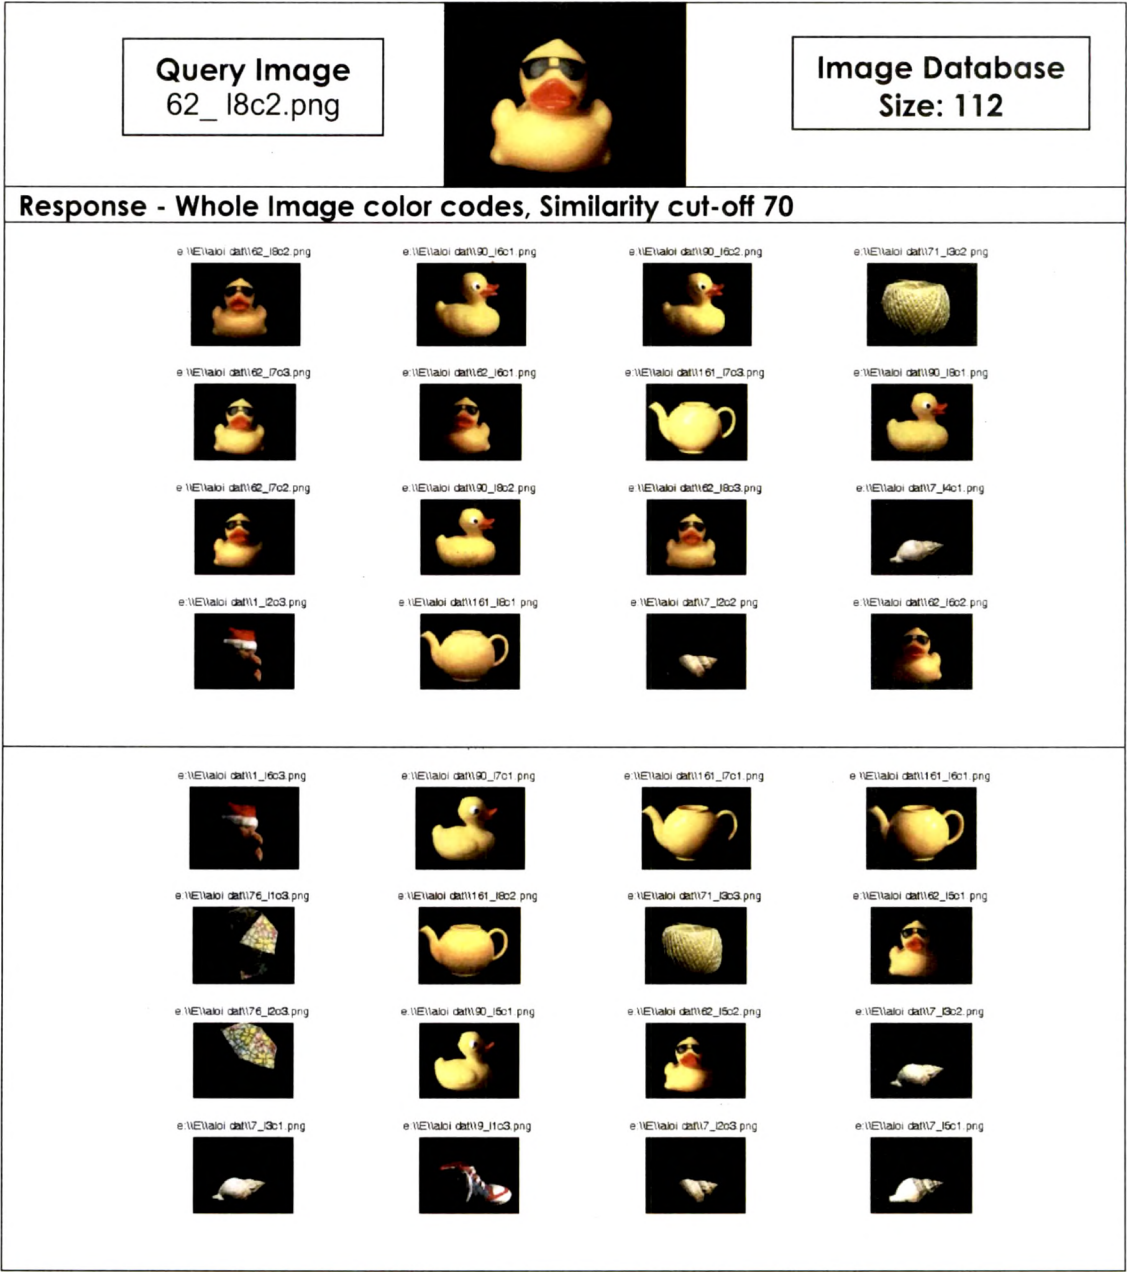 Query Image
62_ l8c2.png
Image Database
Size: 112
Response - Whole Image color codes, Similarity cut-off 70
e:\\E\\aloi dat\\62_l8c2.png e:\\E\\aloi dat\\90_l6c1.png e:\\E\\aloi dat\\90_l6c2.png e:\\E\\aloi dat\\71_l3c2.png
e:\\E\\aloi dat\\62_l7c3.png e:\\E\\aloi dat\\62_l6c1.png e:\\E\\aloi dat\\161_l7c3.png e:\\E\\aloi dat\\90_l8c1.png
e:\\E\\aloi dat\\62_l7c2.png e:\\E\\aloi dat\\90_l8c2.png e:\\E\\aloi dat\\62_l8c3.png e:\\E\\aloi dat\\7_l4c1.png
e:\\E\\aloi dat\\1_l2c3.png e:\\E\\aloi dat\\161_l8c1 png e:\\E\\aloi dat\\7_l2c2 png e:\\E\\aloi dat\\62_l6c2.png
e:\\E\\aloi dat\\1_l6c3.png e:\\E\\aloi dat\\90_l7c1.png e:\\E\\aloi dat\\161_l7c1 png e \\E\\aloi dat\\161_l6c1.png
e:\\E\\aloi dat\\76_l1c3.png e:\\E\\aloi dat\\161_l8c2 png e:\\E\\aloi dat\\71_l3c3.png e:\\E\\aloi dat\\62_l5c1.png
e:\\E\\aloi dat\\76_l2c3.png e:\\E\\aloi dat\\90_l5c1.png e:\\E\\aloi dat\\62_l5c2.png e:\\E\\aloi dat\\7_l3c2.png
e:\\E\\aloi dat\\7_l3c1.png e \\E\\aloi dat\\9_l1c3.png e:\\E\\aloi dat\\7_l2c3.png e:\\E\\aloi dat\\7_l5c1.png